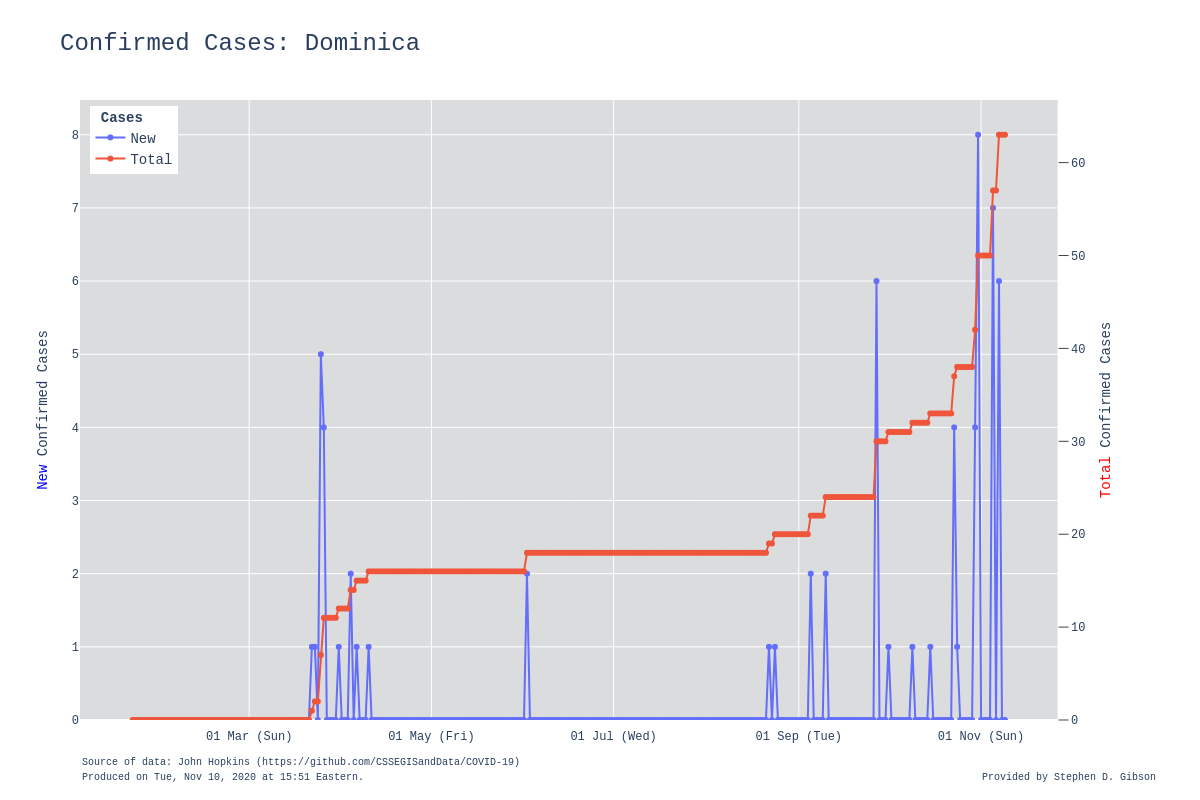 Confirmed Cases: Dominica
Cases
New
Total
8
7
6
5
4
3
2
1
0
New Confirmed Cases
60
50
40
30
20
10
0
Total Confirmed Cases
01 Mar (Sun)
01 May (Fri)
01 Jul (Wed)
01 Sep (Tue)
01 Nov (Sun)
Source of data: John Hopkins (https://github.com/CSSEGISandData/COVID-19)
Produced on Tue, Nov 10, 2020 at 15:51 Eastern.
Provided by Stephen D. Gibson